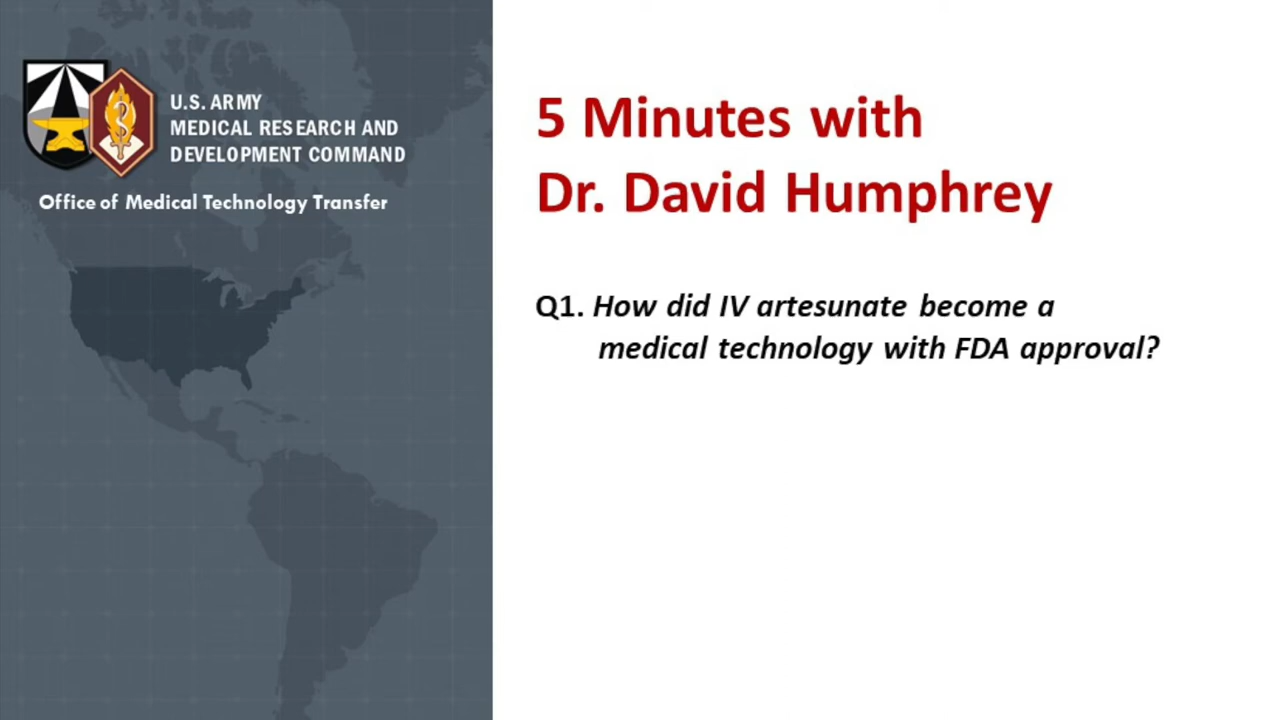 U.S. ARMY
MEDICAL RESEARCH AND
DEVELOPMENT COMMAND
Office of Medical Technology Transfer
5 Minutes with
Dr. David Humphrey
Q1. How did IV artesunate become a
medical technology with FDA approval?